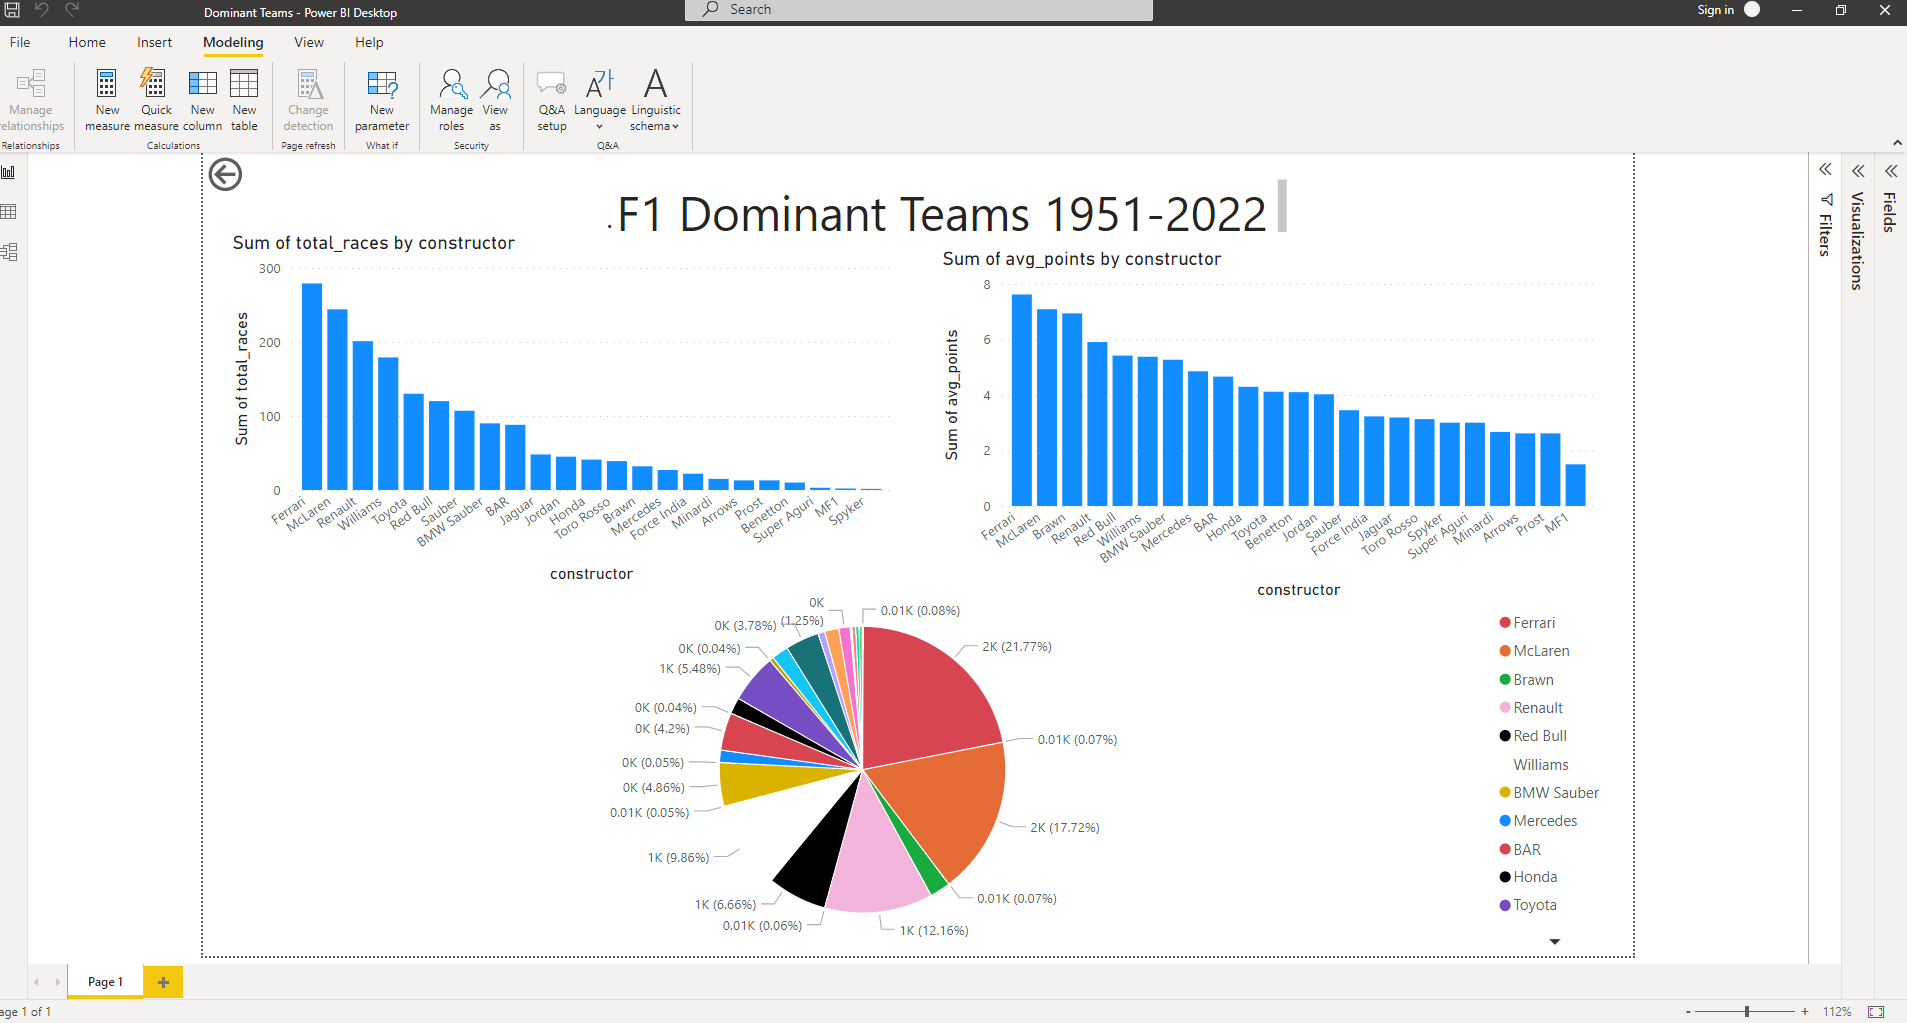 Dominant Teams - Power BI Desktop
Search
Sign in
File Home Insert Modeling View Help
Manage relationships
New measure
Quick measure
New column
New table
Change detection
New parameter
Manage roles
View as
Q&A setup
Language
Linguistic schema
Relationships
Calculations
Page refresh
What if
Security
Q&A
.F1 Dominant Teams 1951-2022
Sum of total_races by constructor
Sum of total_races
300
200
100
0
Ferrari
McLaren
Renault
Williams
Toyota
Red Bull
Sauber
BMW Sauber
BAR
Jaguar
Jordan
Honda
Toro Rosso
Brawn
Mercedes
Force India
Minardi
Arrows
Prost
Benetton
Super Aguri
MF1
Spyker
constructor
Sum of avg_points by constructor
Sum of avg_points
8
6
4
2
0
Ferrari
McLaren
Brawn
Renault
Red Bull
Williams
BMW Sauber
Mercedes
BAR
Honda
Toyota
Benetton
Jordan
Sauber
Force India
Jaguar
Toro Rosso
Spyker
Super Aguri
Minardi
Arrows
Prost
MF1
constructor
0K
(1.25%)
0.01K (0.08%)
2K (21.77%)
0.01K (0.07%)
2K (17.72%)
0.01K (0.07%)
1K (12.16%)
0.01K (0.06%)
1K (6.66%)
1K (9.86%)
0.01K (0.05%)
0K (4.86%)
0K (0.05%)
0K (4.2%)
0K (0.04%)
1K (5.48%)
0K (0.04%)
0K (3.78%)
Ferrari
McLaren
Brawn
Renault
Red Bull
Williams
BMW Sauber
Mercedes
BAR
Honda
Toyota
Filters
Visualizations
Fields
Page 1
+
age 1 of 1
- + 112%